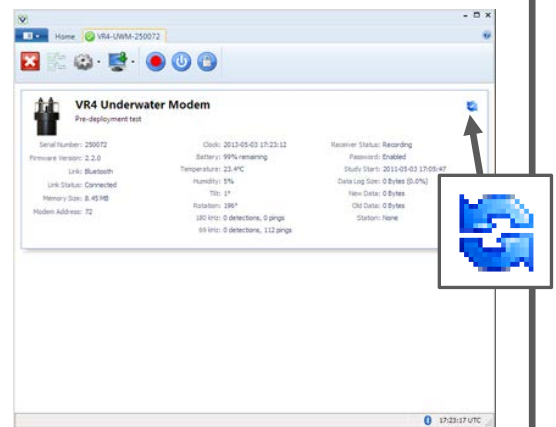 Home VR4-UWM-250072
VR4 Underwater Modem
Pre-deployment test
Serial Number: 250072
Firmware Version: 2.2.0
Link: Bluetooth
Link Status: Connected
Memory Size: 8.45 MB
Modem Address: 72
Clock: 2013-05-03 17:23:12
Battery: 99% remaining
Temperature: 23.4°C
Humidity: 5%
Tilt: 1°
Rotation: 196°
180 kHz: 0 detections, 0 pings
69 kHz: 0 detections, 112 pings
Receiver Status: Recording
Password: Enabled
Study Start: 2011-05-03 17:05:47
Data Log Size: 0 Bytes (0.0%)
New Data: 0 Bytes
Old Data: 0 Bytes
Station: None
17:23:17 UTC